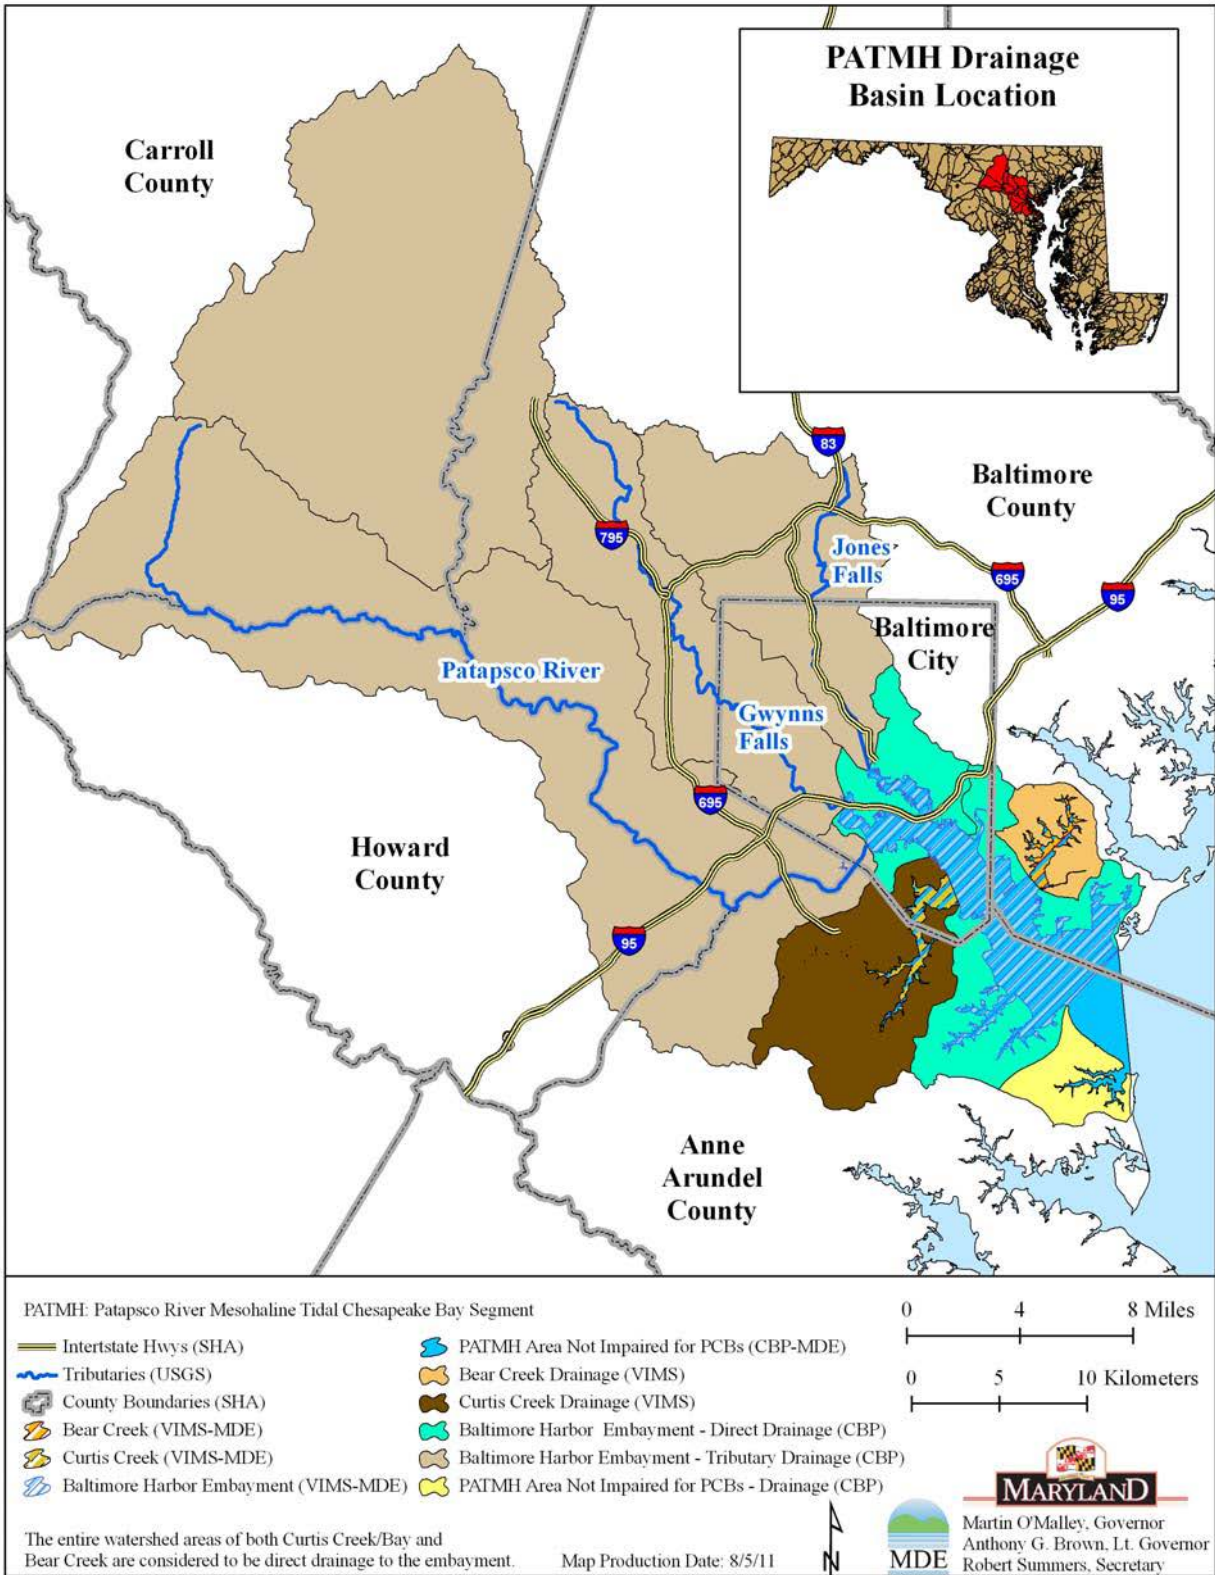 PATMH Drainage
Basin Location
Carroll
County
83
Baltimore
County
795
Jones
Falls
695
95
Baltimore
City
Patapsco River
Gwynns
Falls
695
Howard
County
95
Anne
Arundel
County
PATMH: Patapsco River Mesohaline Tidal Chesapeake Bay Segment
Intertstate Hwys (SHA)
Tributaries (USGS)
County Boundaries (SHA)
Bear Creek (VIMS-MDE)
Curtis Creek (VIMS-MDE)
Baltimore Harbor Embayment (VIMS-MDE)
PATMH Area Not Impaired for PCBs (CBP-MDE)
Bear Creek Drainage (VIMS)
Curtis Creek Drainage (VIMS)
Baltimore Harbor Embayment - Direct Drainage (CBP)
Baltimore Harbor Embayment - Tributary Drainage (CBP)
PATMH Area Not Impaired for PCBs - Drainage (CBP)
0 4 8 Miles
0 5 10 Kilometers
The entire watershed areas of both Curtis Creek/Bay and
Bear Creek are considered to be direct drainage to the embayment.
Map Production Date: 8/5/11
N
MDE
MARYLAND
Martin O'Malley, Governor
Anthony G. Brown, Lt. Governor
Robert Summers, Secretary